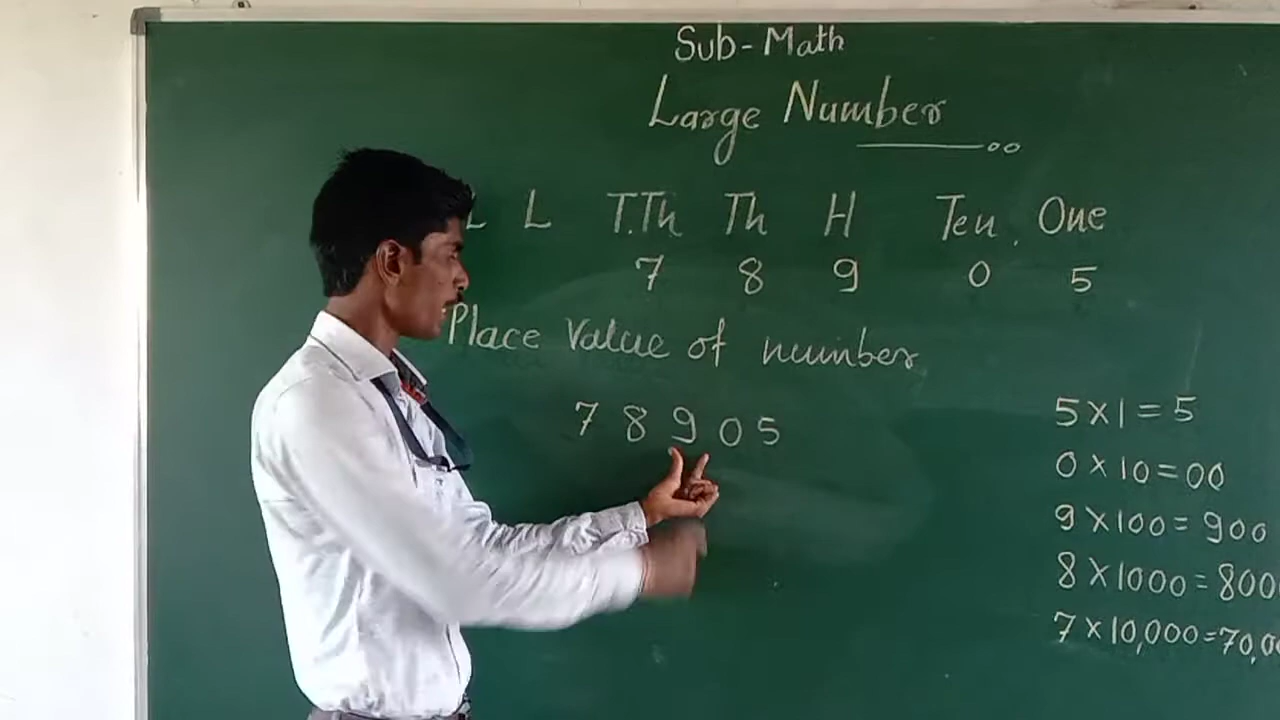 Sub-Math
Large Number
L L T.Th Th H Ten One
7 8 9 0 5
Place Value of number
7 8 9 0 5
5×1=5
0×10=00
9×100=900
8×1000=800
7×10,000=70,0